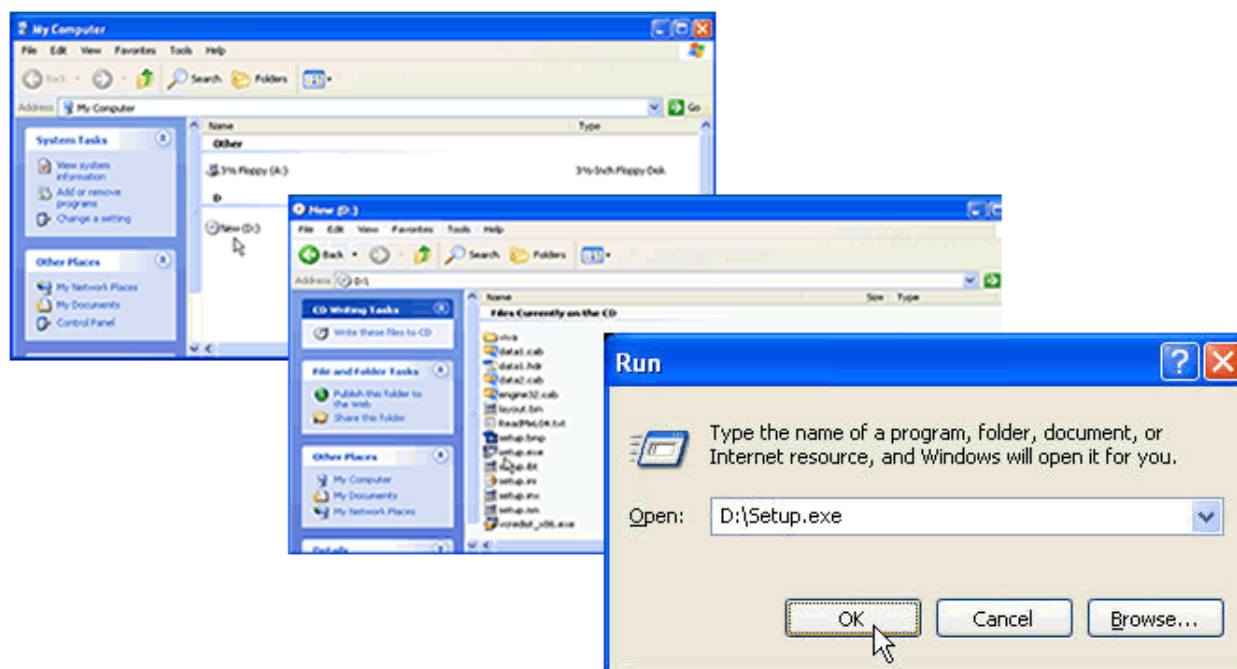 My Computer
File Edit View Favorites Tools Help
Back Search Folders
Address My Computer Go
System Tasks
View system
information
Add or remove
programs
Change a setting
Other Places
My Network Places
My Documents
Control Panel
Name Type
Other
3½ Floppy (A:) 3½-Inch Floppy Disk
D
New (D:)
New (D:)
File Edit View Favorites Tools Help
Back Search Folders
Address D:\
CD Writing Tasks
Write these files to CD
File and Folder Tasks
Publish this folder to
the Web
Share this folder
Other Places
My Computer
My Documents
My Network Places
Details
Name Size Type
Files Currently on the CD
viva
data1.cab
data1.hdr
data2.cab
engine32.cab
layout.bin
setup.bmp
setup.exe
setup.ini
setup.inx
vcredist_x86.exe
Run
Type the name of a program, folder, document, or
Internet resource, and Windows will open it for you.
Open: D:\Setup.exe
OK Cancel Browse...